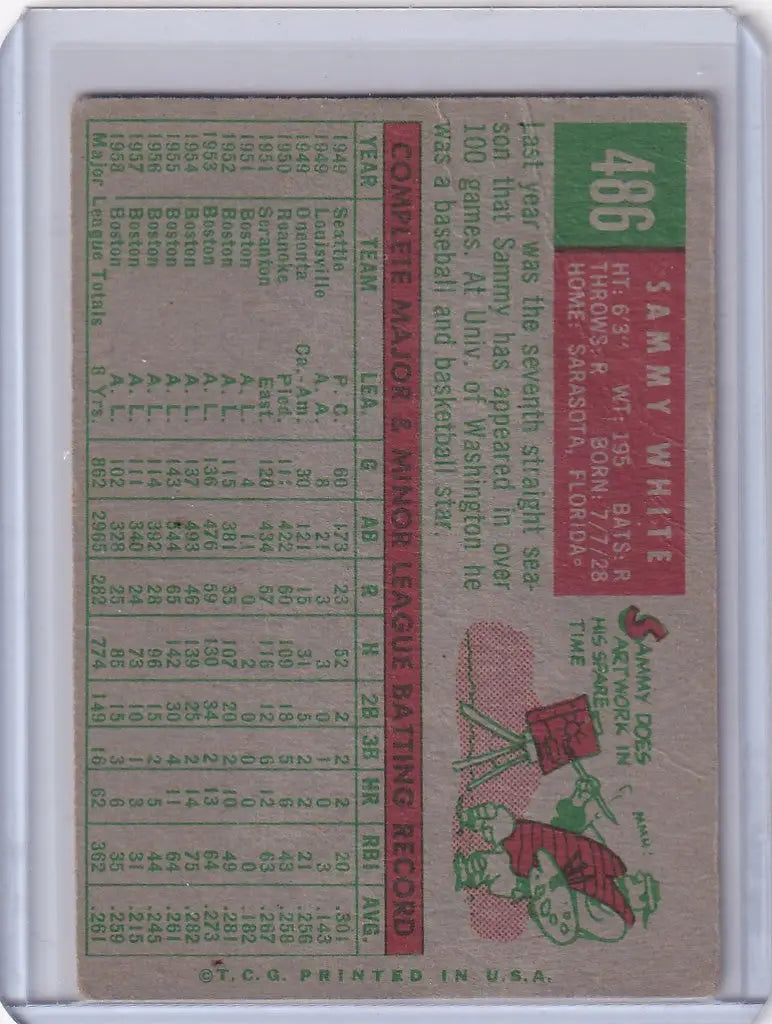 486
SAMMY WHITE
HT: 6'3" WT: 195 BATS: R
THROWS: R BORN: 7/7/28
HOME: SARASOTA, FLORIDA
Last year was the seventh straight sea-
son that Sammy has appeared in over
100 games. At Univ. of Washington he
was a baseball and basketball star.
SAMMY DOES
ARTWORK IN
HIS SPARE
TIME
MMM!
COMPLETE MAJOR & MINOR LEAGUE BATTING RECORD
YEAR TEAM LEA G AB R H 2B 3B HR RBI AVG.
1949 Seattle P. C. 60 173 23 52 2 2 2 20 .301
1949 Louisville A. A. 8 21 3 3 0 1 0 3 .143
1949 Oneonta Ca.-Am. 30 121 15 31 5 2 2 21 .256
1950 Roanoke Pied. 111 422 60 109 18 5 6 43 .258
1951 Scranton East. 120 434 57 116 12 6 12 63 .267
1951 Boston A. L. 4 11 0 2 0 0 0 0 .182
1952 Boston A. L. 115 381 35 107 20 2 10 49 .281
1953 Boston A. L. 136 476 59 130 34 2 13 64 .273
1954 Boston A. L. 137 493 46 139 25 2 14 75 .282
1955 Boston A. L. 143 544 65 142 30 4 11 64 .261
1956 Boston A. L. 114 392 28 96 15 2 5 44 .245
1957 Boston A. L. 111 340 24 73 10 1 3 31 .215
1958 Boston A. L. 102 328 25 85 15 3 6 35 .259
Major League Totals 8 Yrs. 862 2965 282 774 149 16 62 362 .261
©T. C. G. PRINTED IN U.S.A.